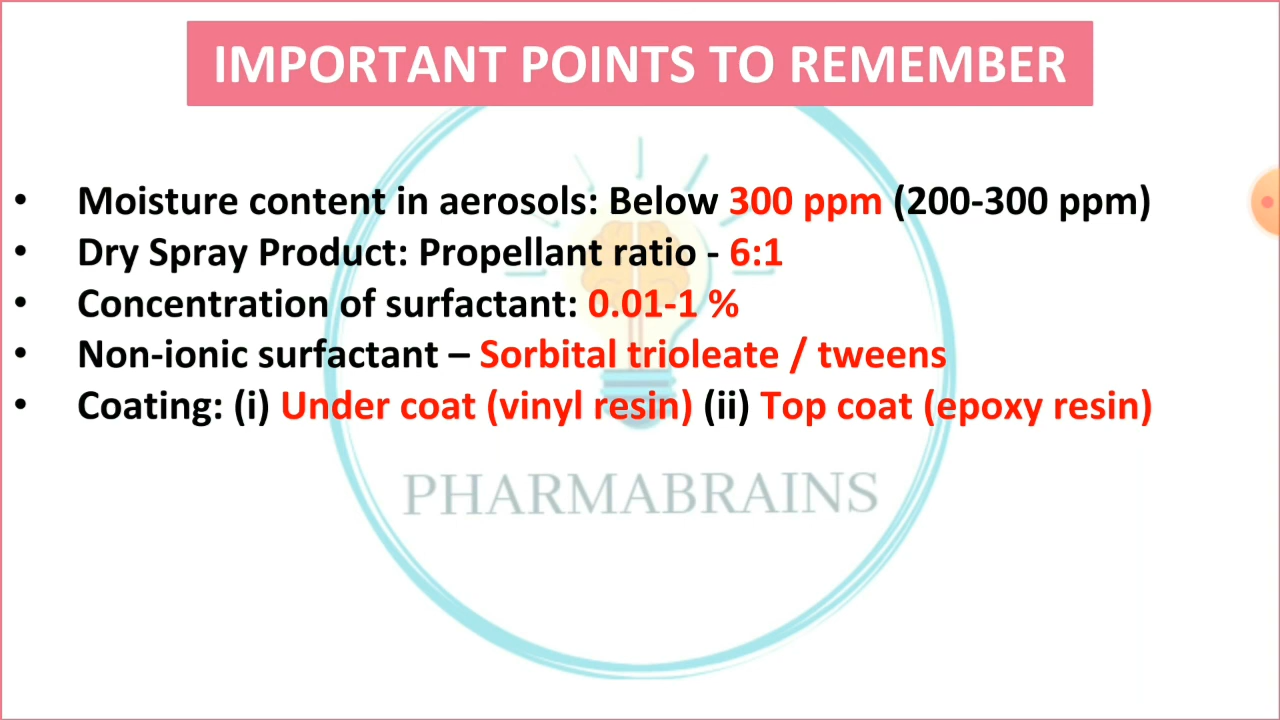 IMPORTANT POINTS TO REMEMBER
• Moisture content in aerosols: Below 300 ppm (200-300 ppm)
• Dry Spray Product: Propellant ratio - 6:1
• Concentration of surfactant: 0.01-1 %
• Non-ionic surfactant – Sorbital trioleate / tweens
• Coating: (i) Under coat (vinyl resin) (ii) Top coat (epoxy resin)
PHARMABRAINS